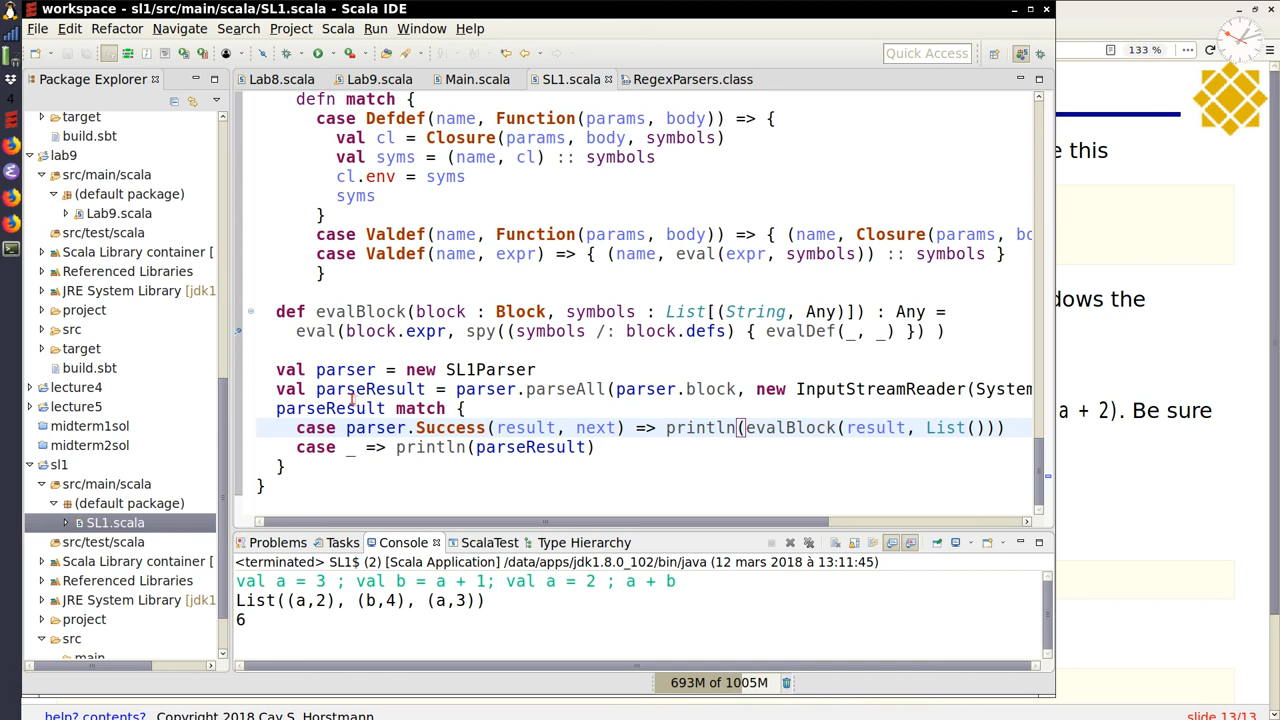 workspace - sl1/src/main/scala/SL1.scala - Scala IDE
File Edit Refactor Navigate Search Project Scala Run Window Help
Quick Access
133 %
Package Explorer
Lab8.scala Lab9.scala Main.scala SL1.scala RegexParsers.scala
4
target
build.sbt
lab9
src/main/scala
(default package)
Lab9.scala
src/test/scala
Scala Library container [
Referenced Libraries
JRE System Library [jdk1
project
src
target
build.sbt
lecture4
lecture5
midterm1sol
midterm2sol
sl1
src/main/scala
(default package)
SL1.scala
src/test/scala
Scala Library container [
Referenced Libraries
JRE System Library [jdk1
project
src
main
defn match {
case Defdef(name, Function(params, body)) => {
val cl = Closure(params, body, symbols)
val syms = (name, cl) :: symbols
cl.env = syms
syms
}
case Valdef(name, Function(params, body)) => { (name, Closure(params, bo
case Valdef(name, expr) => { (name, eval(expr, symbols)) :: symbols }
}
def evalBlock(block : Block, symbols : List[(String, Any)]) : Any =
eval(block.expr, spy((symbols /: block.defs) { evalDef(_, _) }) )
val parser = new SL1Parser
val parseResult = parser.parseAll(parser.block, new InputStreamReader(System
parseResult match {
case parser.Success(result, next) => println(evalBlock(result, List()))
case _ => println(parseResult)
}
}
Problems Tasks Console ScalaTest Type Hierarchy
<terminated> SL1$ (2) [Scala Application] /data/apps/jdk1.8.0_102/bin/java (12 mars 2018 à 13:11:45)
val a = 3 ; val b = a + 1; val a = 2 ; a + b
List((a,2), (b,4), (a,3))
6
693M of 1005M
e this
dows the
a + 2). Be sure
help? contents? Copyright 2018 Cay S. Horstmann
slide 13/13